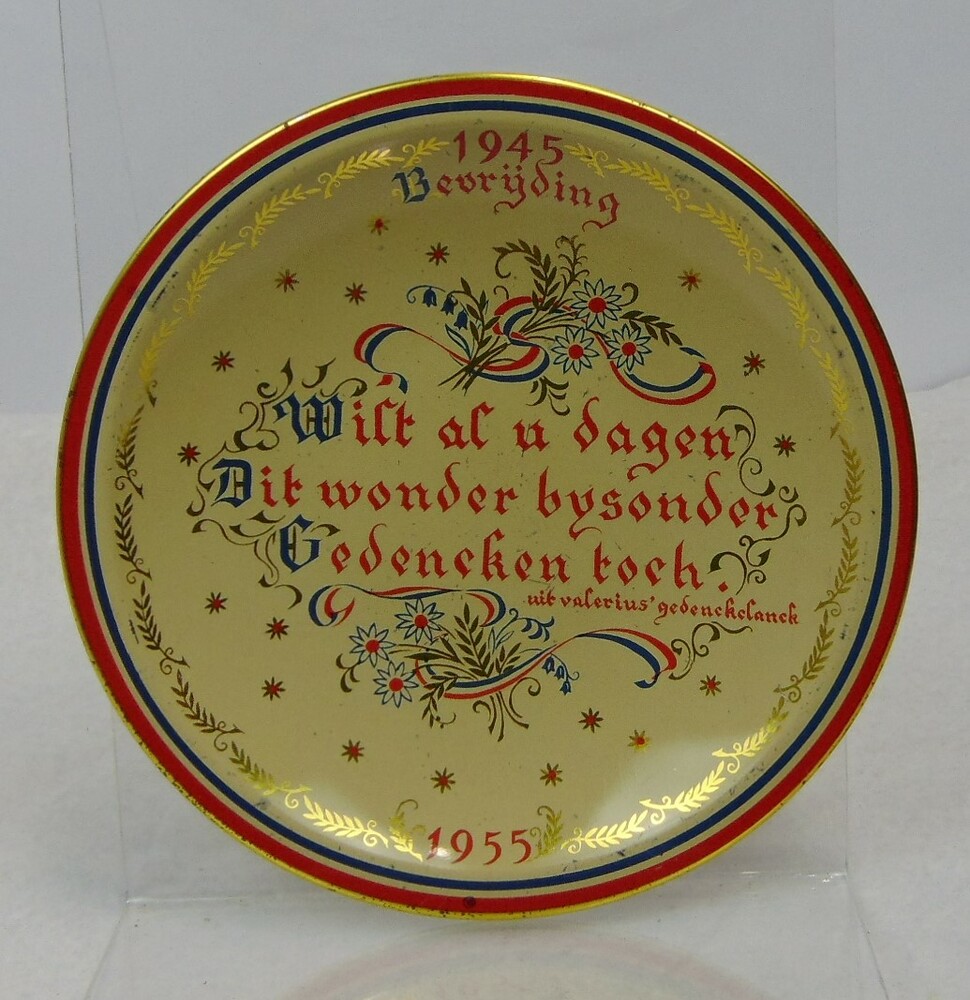 1945
Bevrijding
Wilt al u dagen
Dit wonder bysonder
Gedencken toch.
uit valerius' gedenckclanck
1955